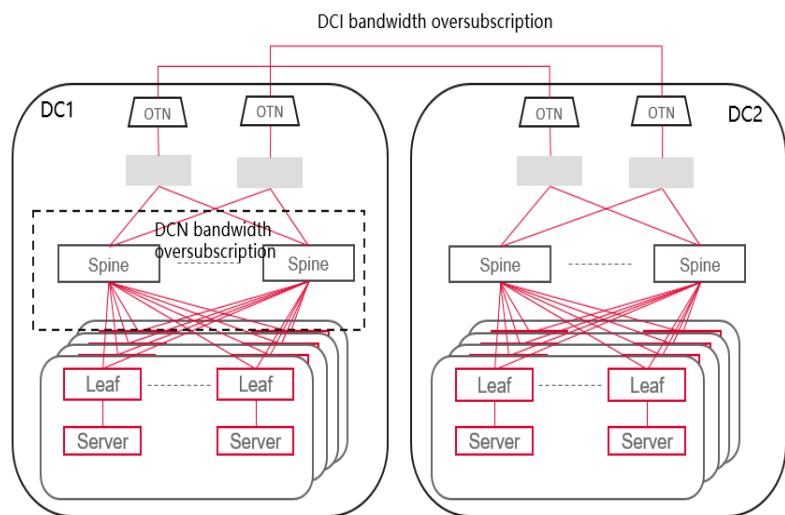 DCI bandwidth oversubscription
DC1
OTN
OTN
OTN
OTN
DC2
DCN bandwidth
oversubscription
Spine
Spine
Spine
Spine
Leaf
Leaf
Leaf
Leaf
Server
Server
Server
Server